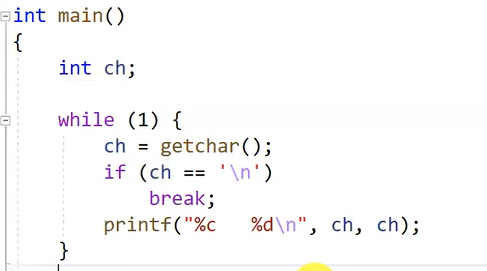 int main()
{
    int ch;
    while (1) {
        ch = getchar();
        if (ch == '\n')
            break;
        printf("%c   %d\n", ch, ch);
    }